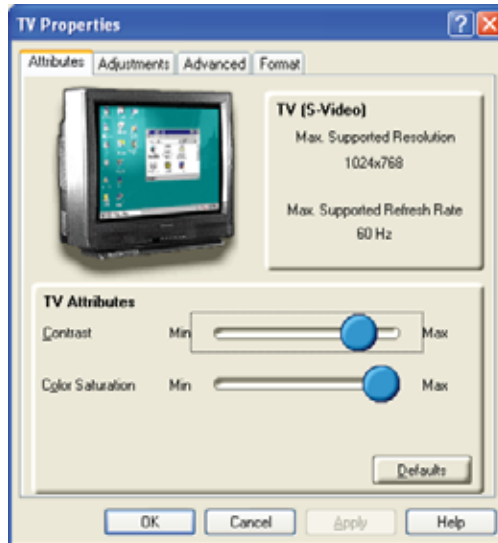 TV Properties
Attributes Adjustments Advanced Format
TV (S-Video)
Max. Supported Resolution
1024x768
Max. Supported Refresh Rate
60 Hz
TV Attributes
Contrast Min Max
Color Saturation Min Max
Defaults
OK Cancel Apply Help